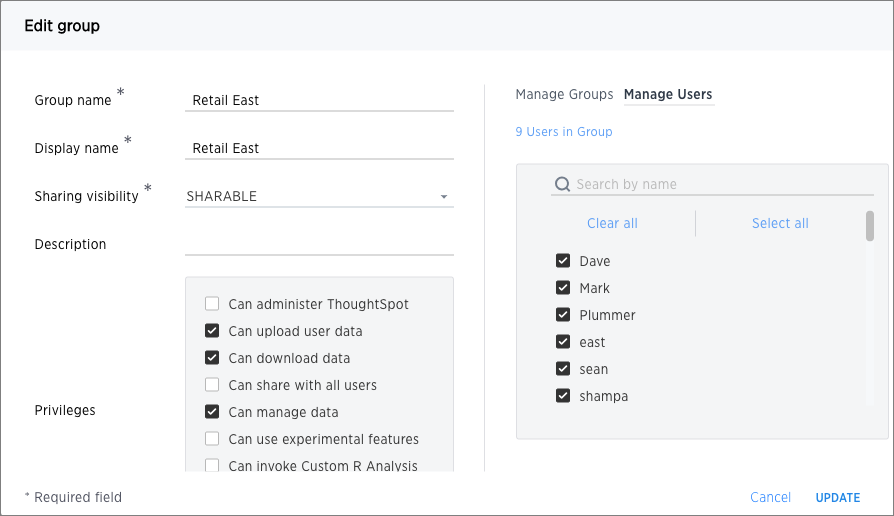 Edit group
Group name *
Retail East
Display name *
Retail East
Sharing visibility *
SHARABLE
Description
Privileges
Can administer ThoughtSpot
Can upload user data
Can download data
Can share with all users
Can manage data
Can use experimental features
Can invoke Custom R Analysis
Manage Groups Manage Users
9 Users in Group
Search by name
Clear all Select all
Dave
Mark
Plummer
east
sean
shampa
* Required field
Cancel UPDATE